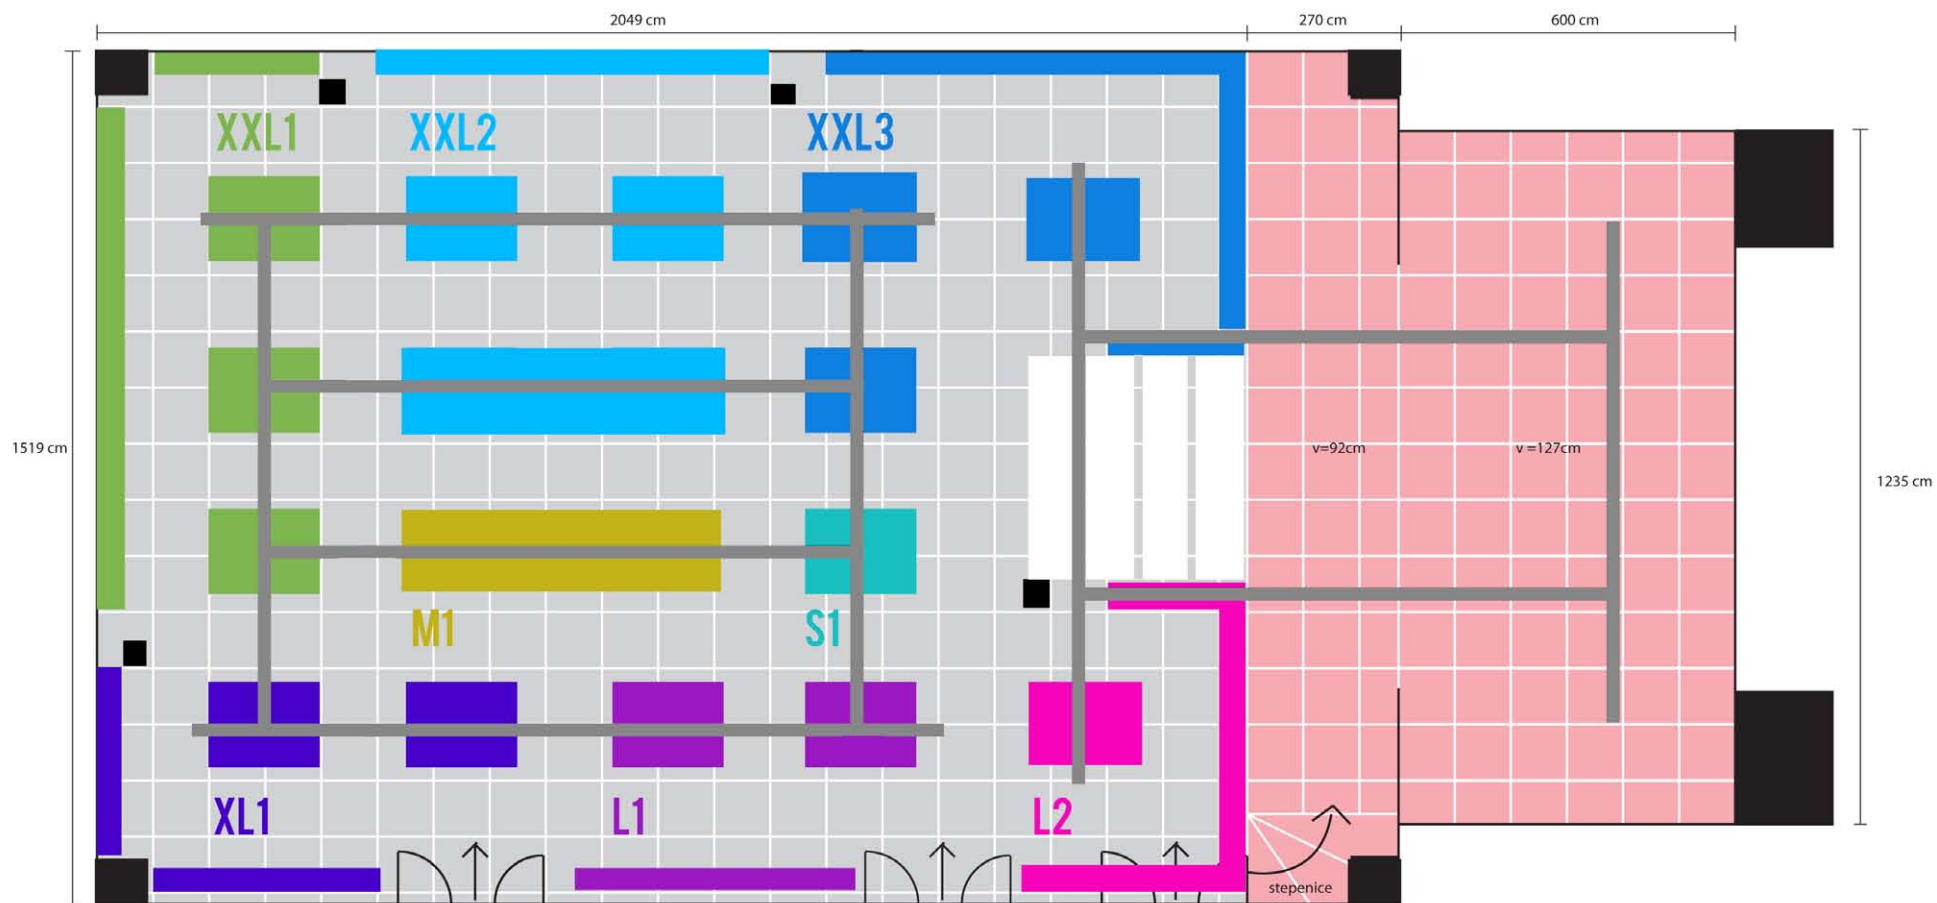 2049 cm
270 cm
600 cm
XXL1
XXL2
XXL3
1519 cm
v=92cm
v =127cm
1235 cm
M1
S1
XL1
L1
L2
stepenice